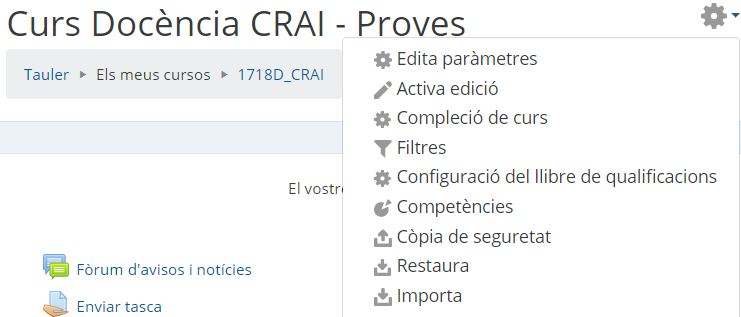 Curs Docència CRAI - Proves
Tauler Els meus cursos 1718D_CRAI
Edita paràmetres
Activa edició
Compleció de curs
Filtres
Configuració del llibre de qualificacions
Competències
Còpia de seguretat
Restaura
Importa
El vostre
Fòrum d'avisos i notícies
Enviar tasca